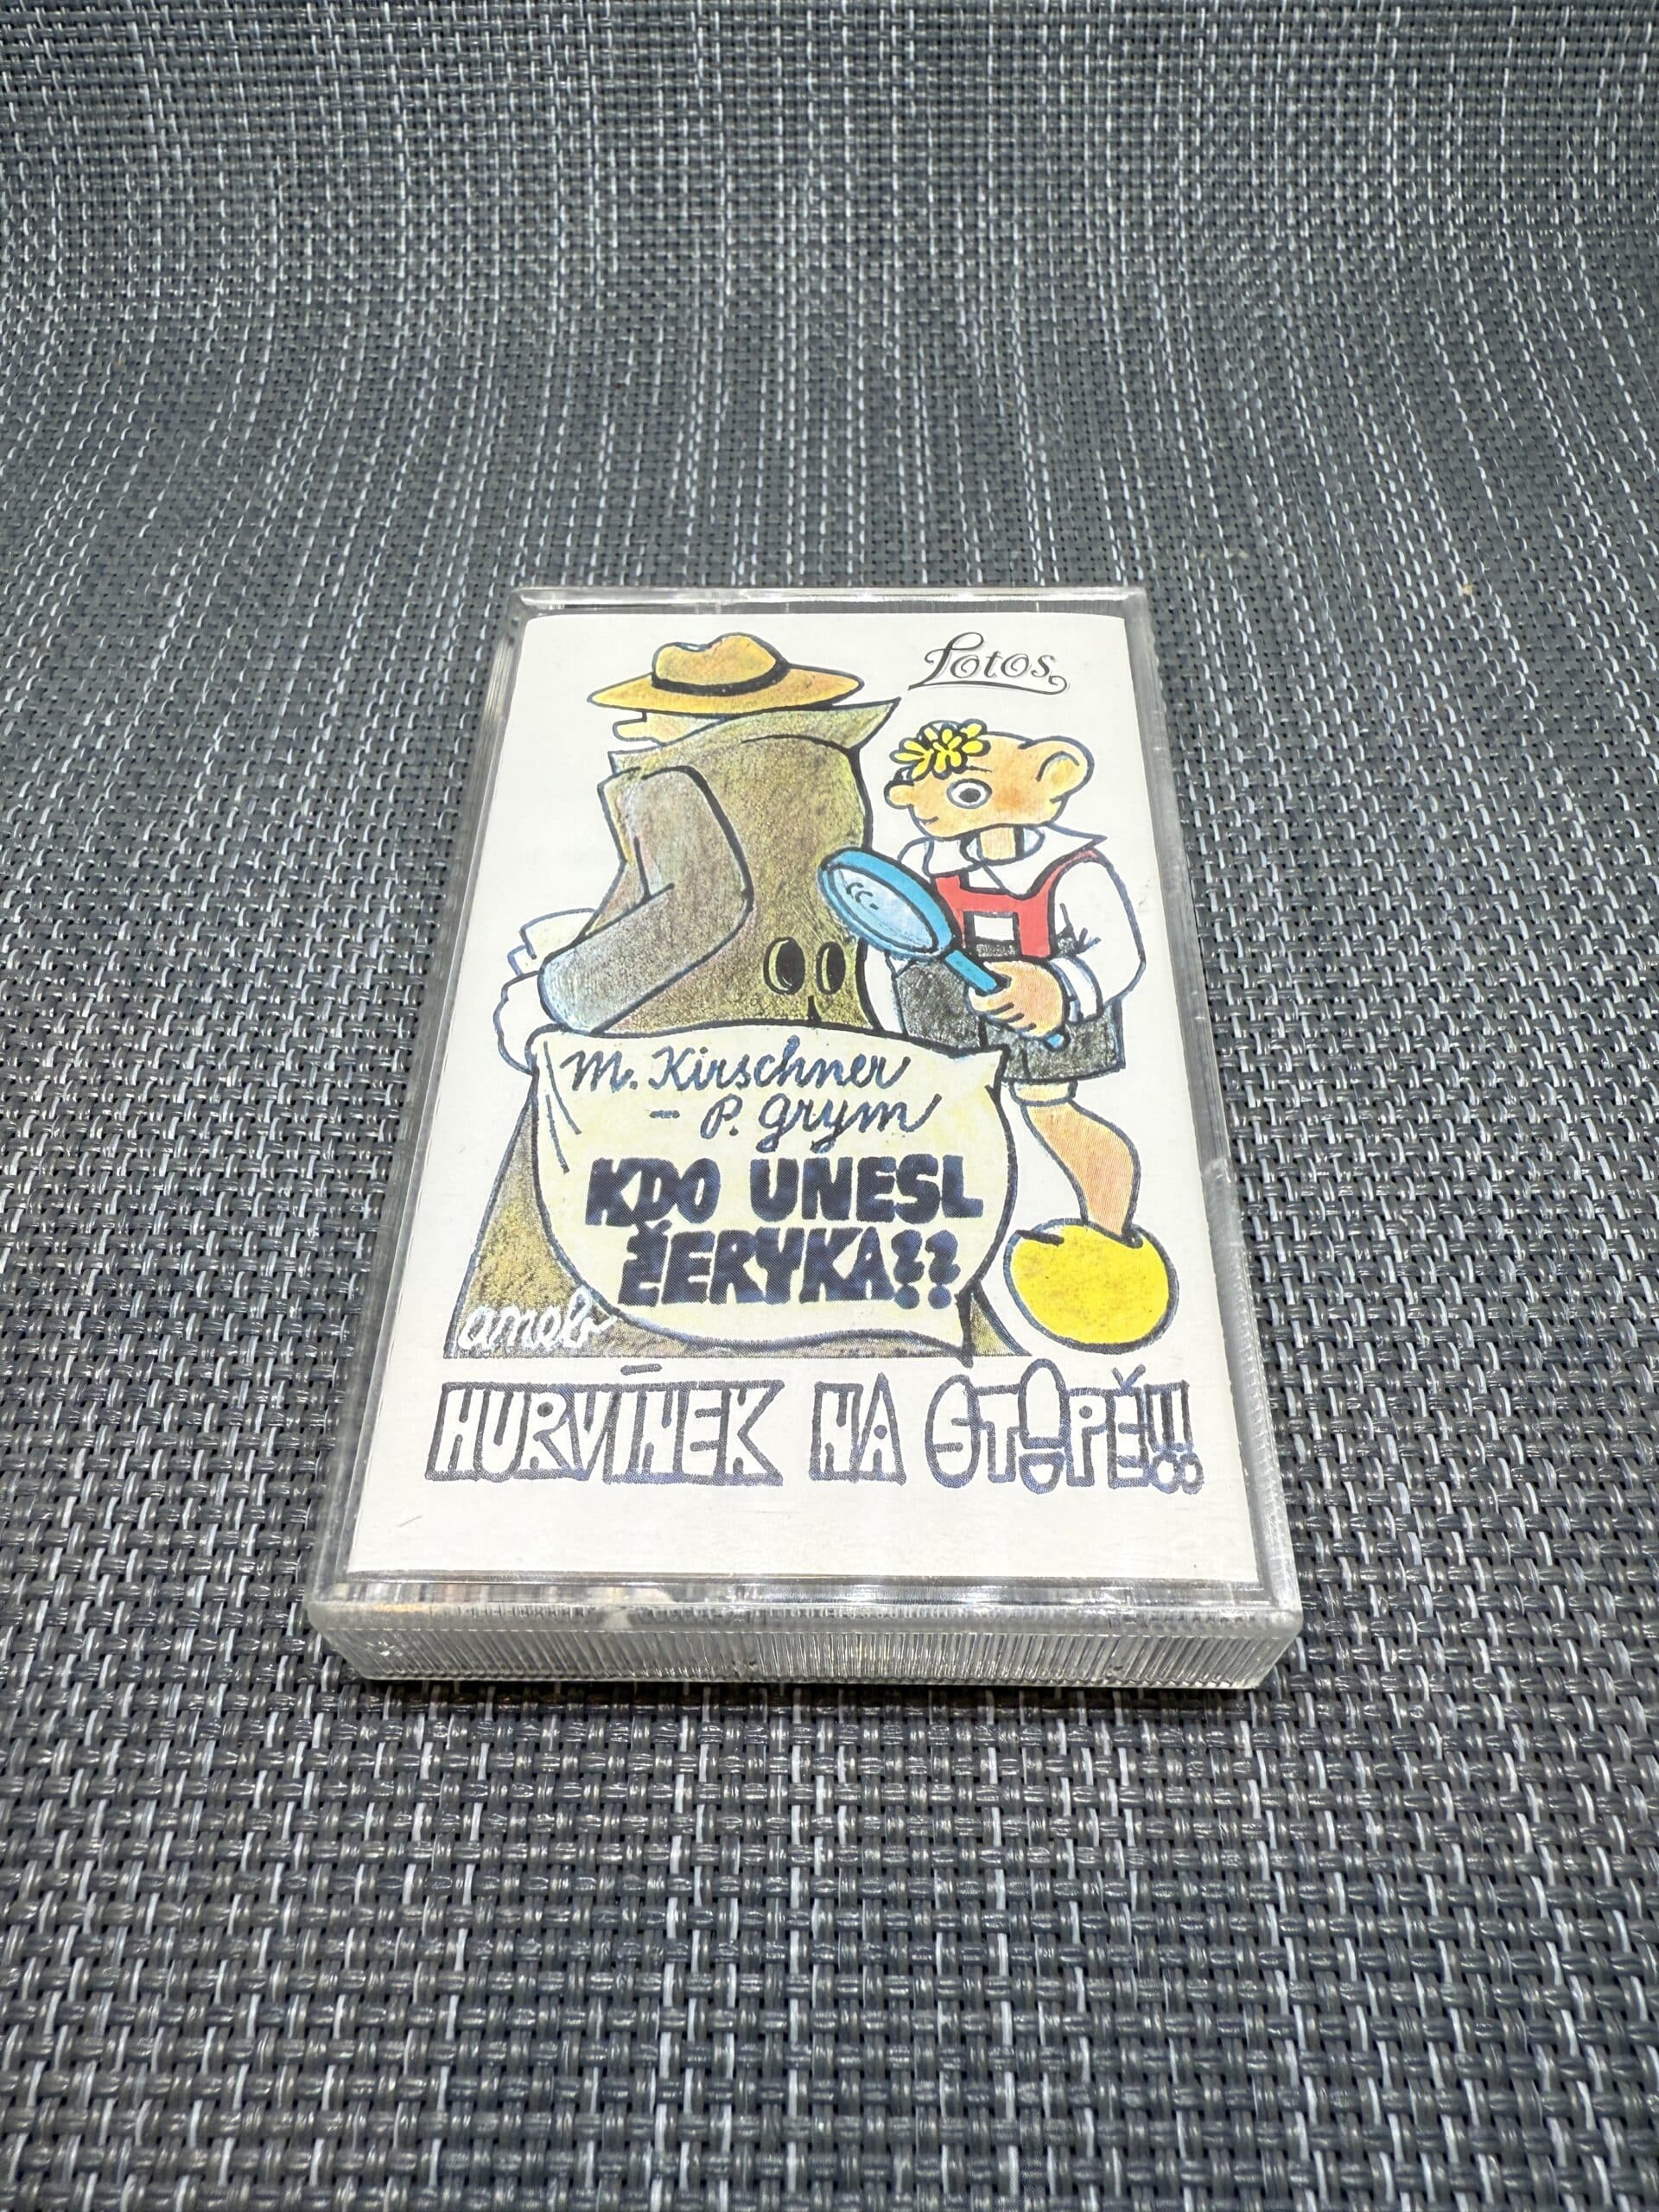 Lotos
M. Kirschner
- P. Grym
KDO UNESL
ŽERYKA??
aneb
HURVÍNEK NA STOPĚ!!!